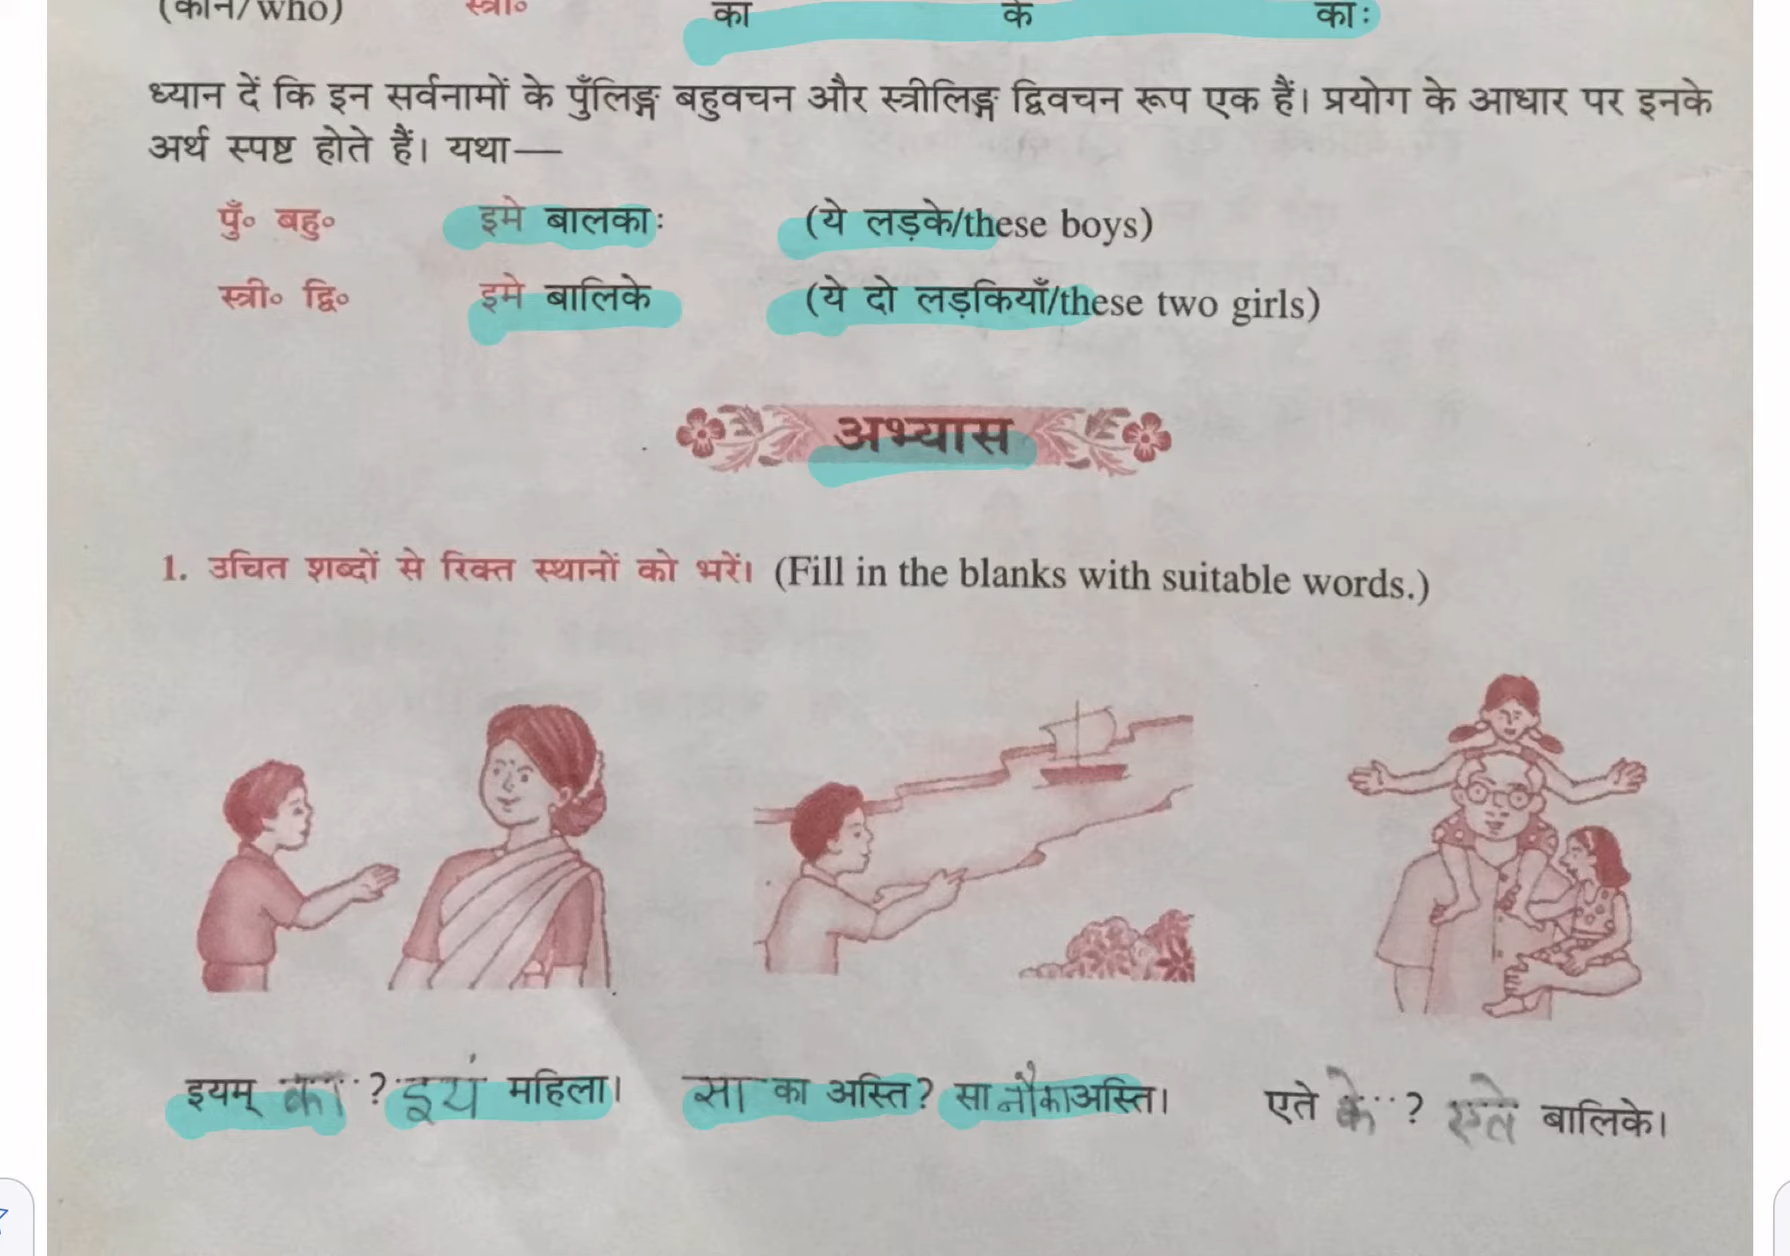 (कौन/who) स्त्री० का के काः
ध्यान दें कि इन सर्वनामों के पुँलिङ्ग बहुवचन और स्त्रीलिङ्ग द्विवचन रूप एक हैं। प्रयोग के आधार पर इनके
अर्थ स्पष्ट होते हैं। यथा—
पुँ० बहु० इमे बालकाः (ये लड़के/these boys)
स्त्री० द्वि० इमे बालिके (ये दो लड़कियाँ/these two girls)
अभ्यास
1. उचित शब्दों से रिक्त स्थानों को भरें। (Fill in the blanks with suitable words.)
इयम् का ? इयं महिला। सा का अस्ति? सा नौका अस्ति। एते के ? एते बालिके।